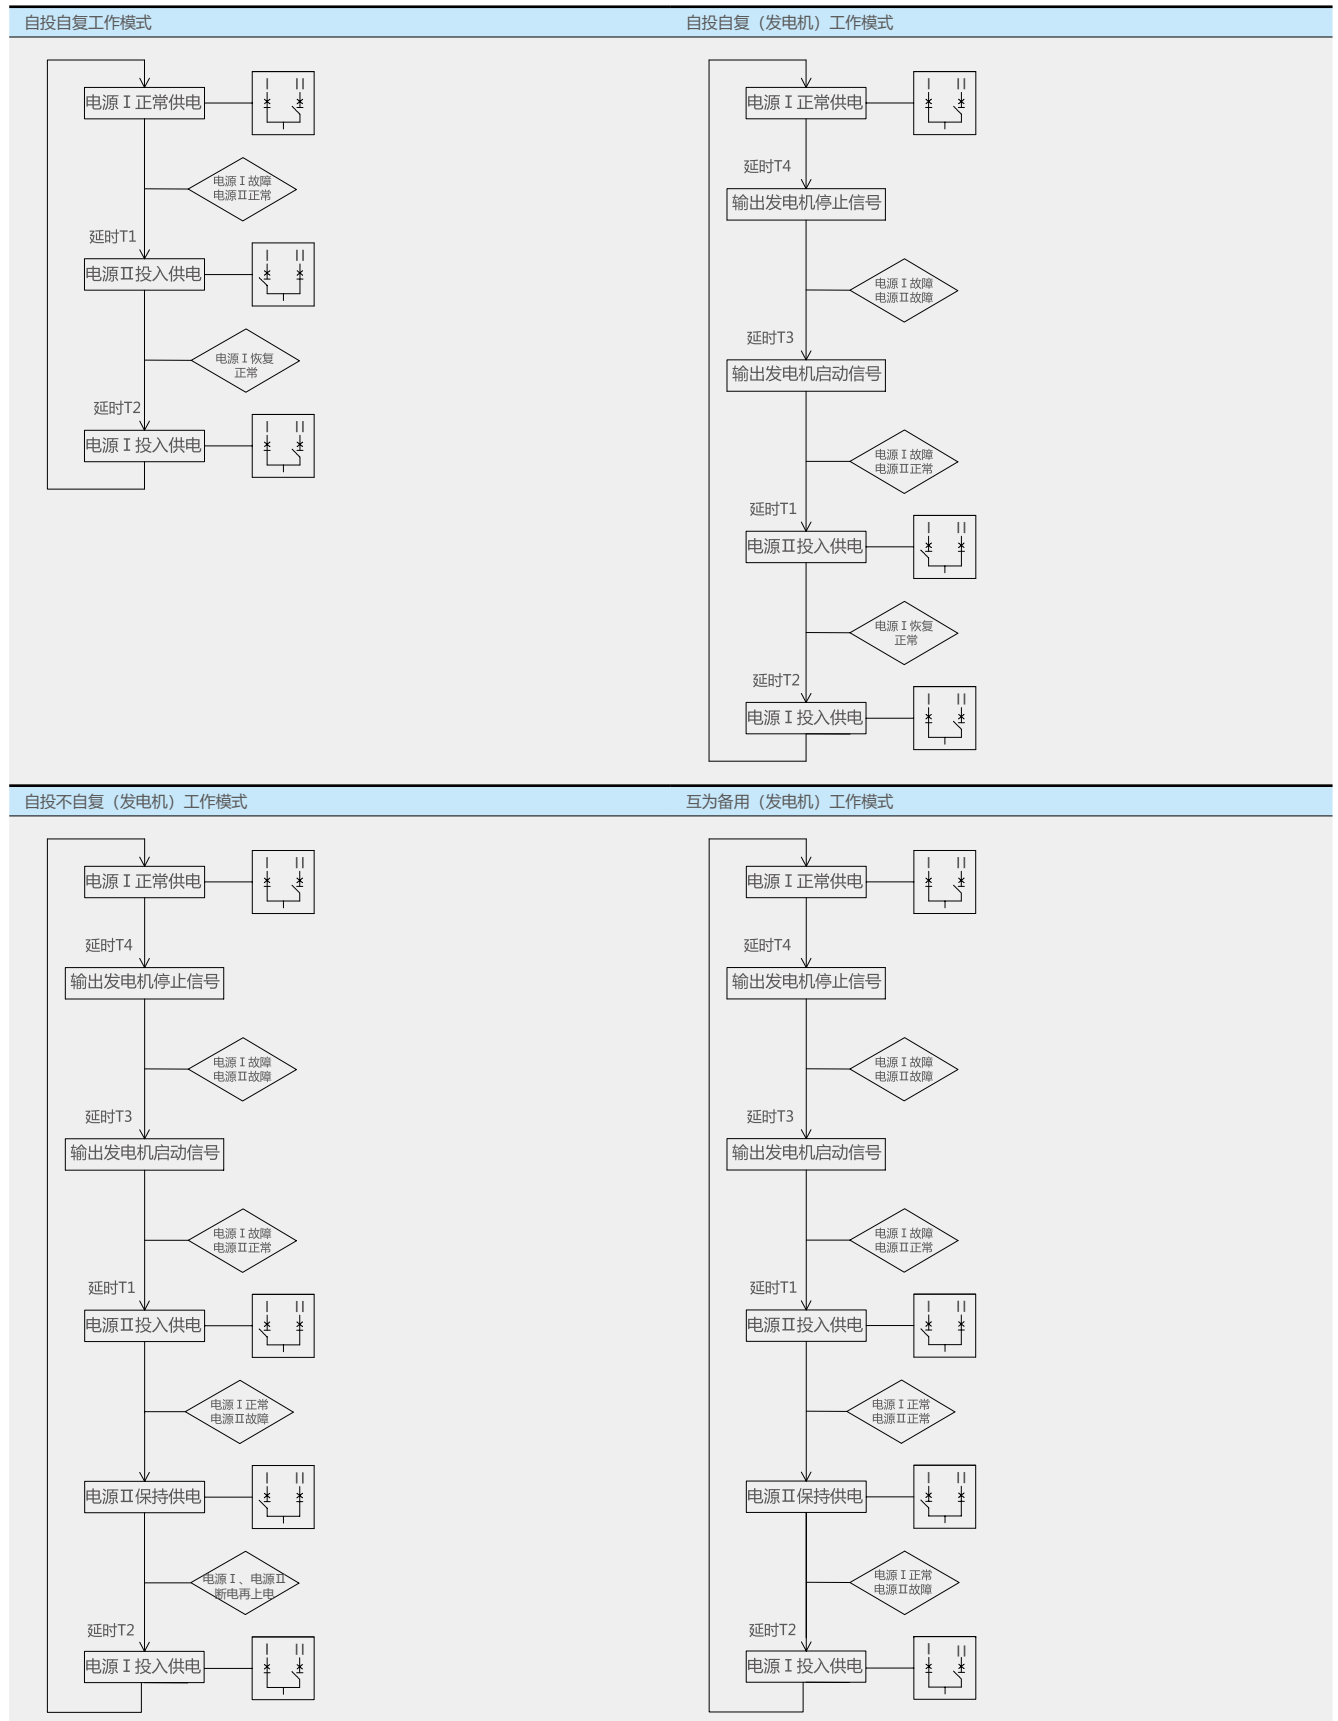 自投自复工作模式
电源Ⅰ正常供电
Ⅰ Ⅱ
电源Ⅰ故障
电源Ⅱ正常
延时T1
电源Ⅱ投入供电
Ⅰ Ⅱ
电源Ⅰ恢复
正常
延时T2
电源Ⅰ投入供电
Ⅰ Ⅱ
自投自复（发电机）工作模式
电源Ⅰ正常供电
Ⅰ Ⅱ
延时T4
输出发电机停止信号
电源Ⅰ故障
电源Ⅱ故障
延时T3
输出发电机启动信号
电源Ⅰ故障
电源Ⅱ正常
延时T1
电源Ⅱ投入供电
Ⅰ Ⅱ
电源Ⅰ恢复
正常
延时T2
电源Ⅰ投入供电
Ⅰ Ⅱ
自投不自复（发电机）工作模式
电源Ⅰ正常供电
Ⅰ Ⅱ
延时T4
输出发电机停止信号
电源Ⅰ故障
电源Ⅱ故障
延时T3
输出发电机启动信号
电源Ⅰ故障
电源Ⅱ正常
延时T1
电源Ⅱ投入供电
Ⅰ Ⅱ
电源Ⅰ正常
电源Ⅱ故障
电源Ⅱ保持供电
Ⅰ Ⅱ
电源Ⅰ、电源Ⅱ
断电再上电
延时T2
电源Ⅰ投入供电
Ⅰ Ⅱ
互为备用（发电机）工作模式
电源Ⅰ正常供电
Ⅰ Ⅱ
延时T4
输出发电机停止信号
电源Ⅰ故障
电源Ⅱ故障
延时T3
输出发电机启动信号
电源Ⅰ故障
电源Ⅱ正常
延时T1
电源Ⅱ投入供电
Ⅰ Ⅱ
电源Ⅰ正常
电源Ⅱ正常
电源Ⅱ保持供电
Ⅰ Ⅱ
电源Ⅰ正常
电源Ⅱ故障
延时T2
电源Ⅰ投入供电
Ⅰ Ⅱ